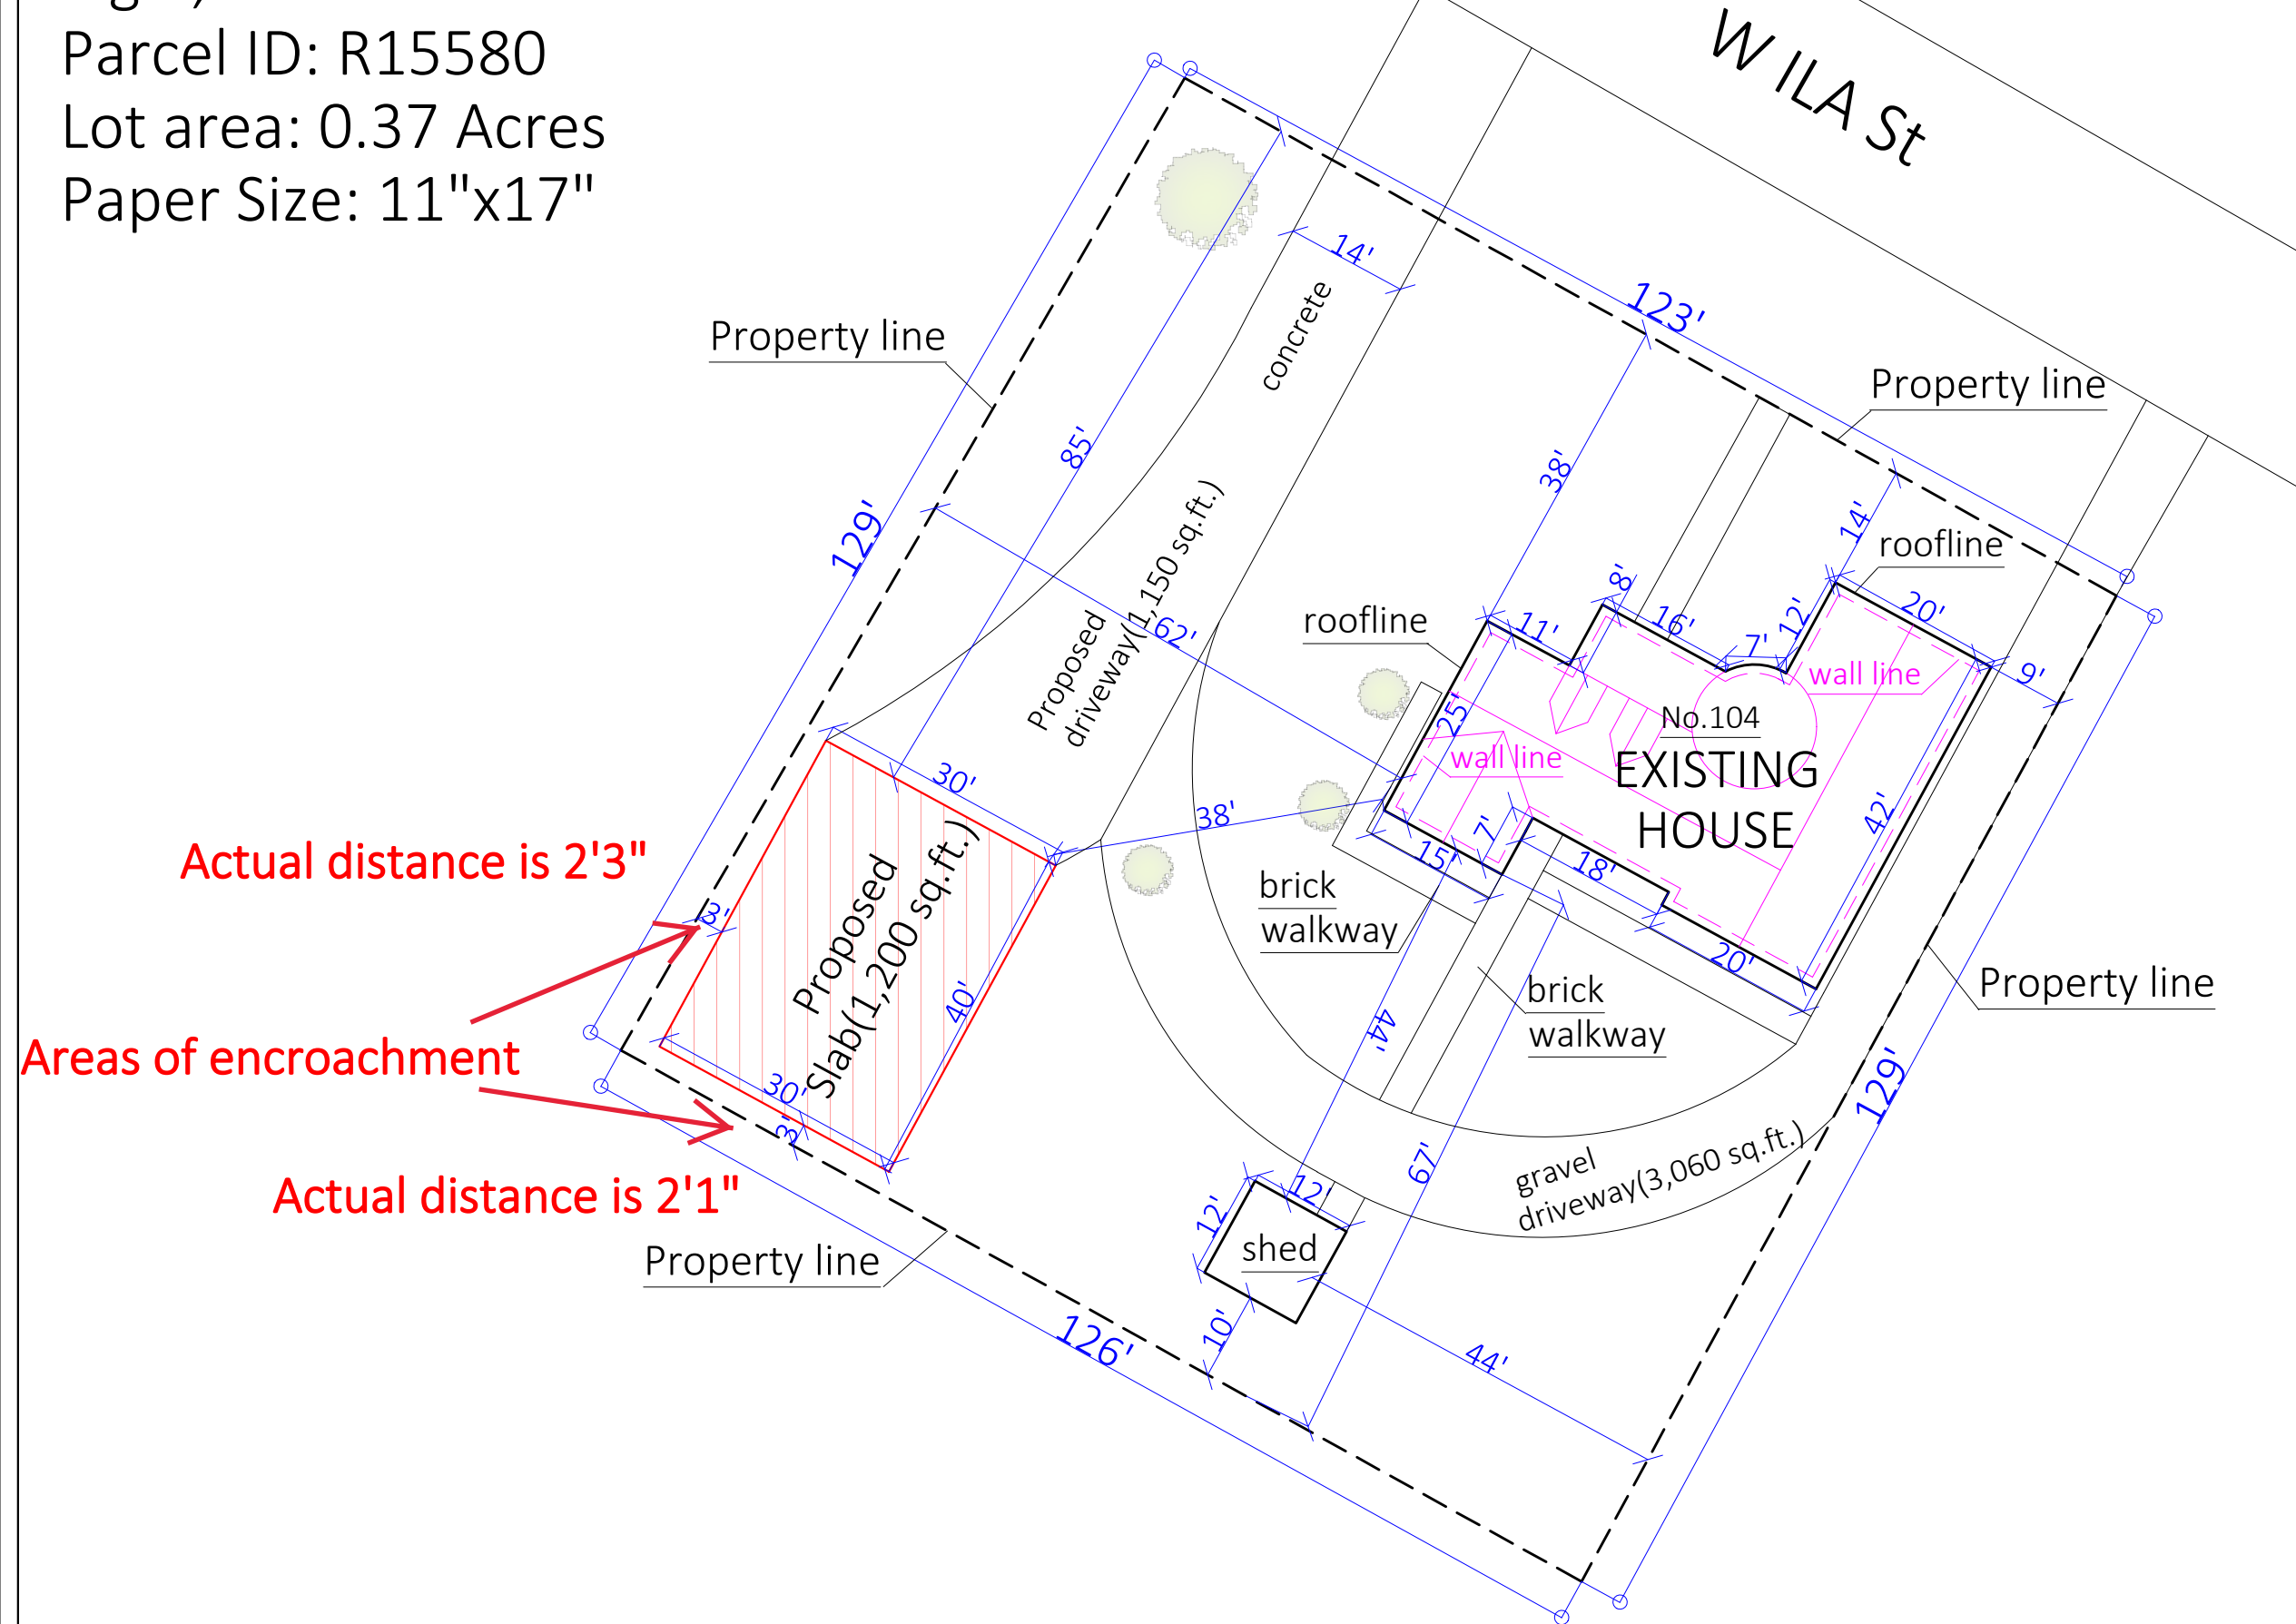 Parcel ID: R15580
Lot area: 0.37 Acres
Paper Size: 11"x17"
W ILA St
14'
concrete
123'
Property line
Property line
85'
38'
129'
14'
roofline
Proposed
driveway(1,150 sq.ft.)
62'
roofline
11'
8'
16'
7'
12'
20'
9'
wall line
No.104
EXISTING
HOUSE
25'
wall line
42'
30'
38'
7'
15'
18'
20'
Actual distance is 2'3"
3'
Proposed
Slab(1,200 sq.ft.)
40'
brick
walkway
brick
walkway
Property line
Areas of encroachment
30'
3'
44'
67'
129'
gravel
driveway(3,060 sq.ft.)
Actual distance is 2'1"
12'
12'
shed
Property line
10'
126'
44'